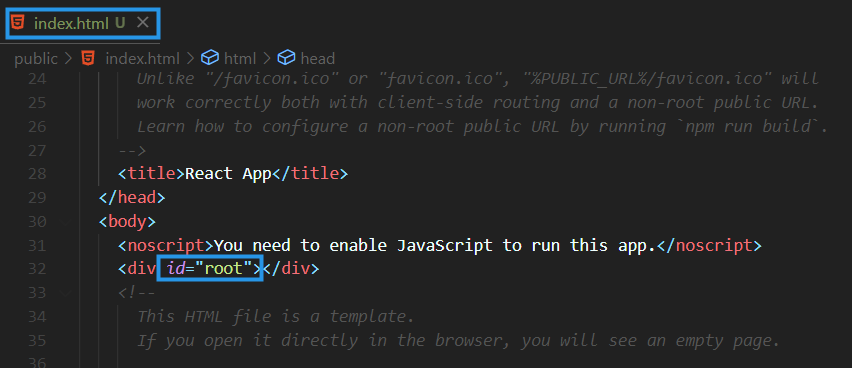 index.html U ×
public > index.html > html > head
24 Unlike "/favicon.ico" or "favicon.ico", "%PUBLIC_URL%/favicon.ico" will
25 work correctly both with client-side routing and a non-root public URL.
26 Learn how to configure a non-root public URL by running `npm run build`.
27 -->
28 <title>React App</title>
29 </head>
30 <body>
31 <noscript>You need to enable JavaScript to run this app.</noscript>
32 <div id="root"></div>
33 <!--
34 This HTML file is a template.
35 If you open it directly in the browser, you will see an empty page.
36